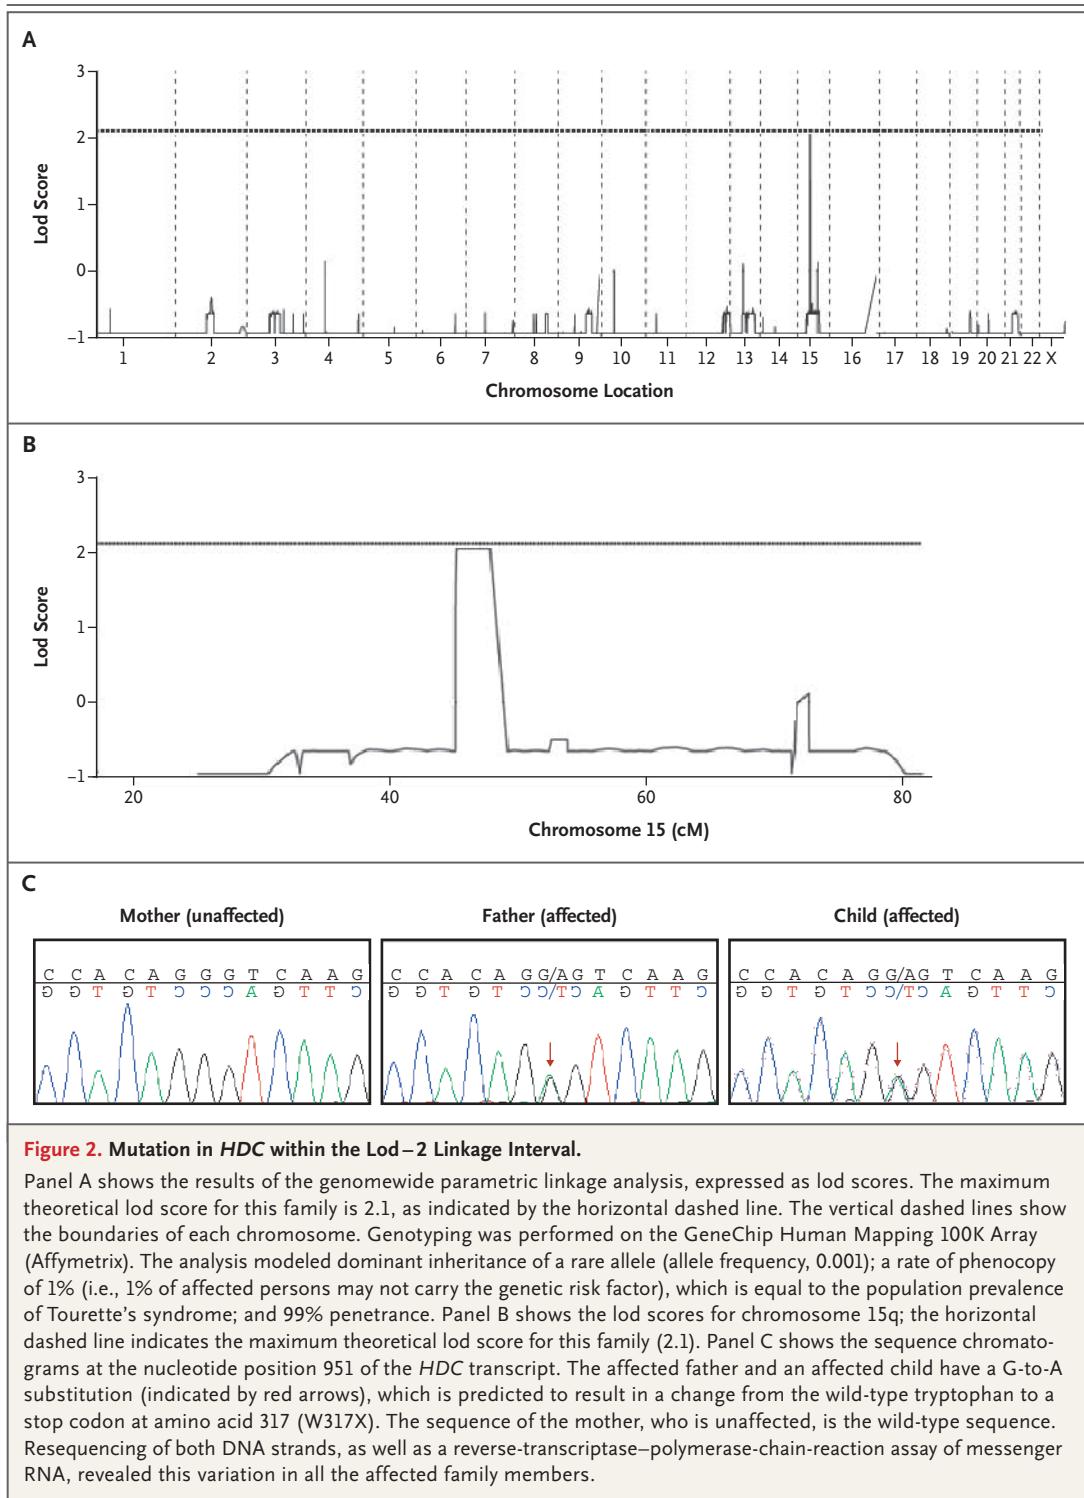 A
3
2
1
0
–1
Lod Score
1 2 3 4 5 6 7 8 9 10 11 12 13 14 15 16 17 18 19 20 21 22 X
Chromosome Location
B
3
2
1
0
–1
Lod Score
20 40 60 80
Chromosome 15 (cM)
C
Mother (unaffected) Father (affected) Child (affected)
C C A C A G G G T C A A G C C A C A G G/A G T C A A G C C A C A G G/A G T C A A G
G G T G T C C C A G T T C G G T G T C C/T C A G T T C G G T G T C C/T C A G T T C
Figure 2. Mutation in HDC within the Lod–2 Linkage Interval.
Panel A shows the results of the genomewide parametric linkage analysis, expressed as lod scores. The maximum
theoretical lod score for this family is 2.1, as indicated by the horizontal dashed line. The vertical dashed lines show
the boundaries of each chromosome. Genotyping was performed on the GeneChip Human Mapping 100K Array
(Affymetrix). The analysis modeled dominant inheritance of a rare allele (allele frequency, 0.001); a rate of phenocopy
of 1% (i.e., 1% of affected persons may not carry the genetic risk factor), which is equal to the population prevalence
of Tourette’s syndrome; and 99% penetrance. Panel B shows the lod scores for chromosome 15q; the horizontal
dashed line indicates the maximum theoretical lod score for this family (2.1). Panel C shows the sequence chromato-
grams at the nucleotide position 951 of the HDC transcript. The affected father and an affected child have a G-to-A
substitution (indicated by red arrows), which is predicted to result in a change from the wild-type tryptophan to a
stop codon at amino acid 317 (W317X). The sequence of the mother, who is unaffected, is the wild-type sequence.
Resequencing of both DNA strands, as well as a reverse-transcriptase–polymerase-chain-reaction assay of messenger
RNA, revealed this variation in all the affected family members.